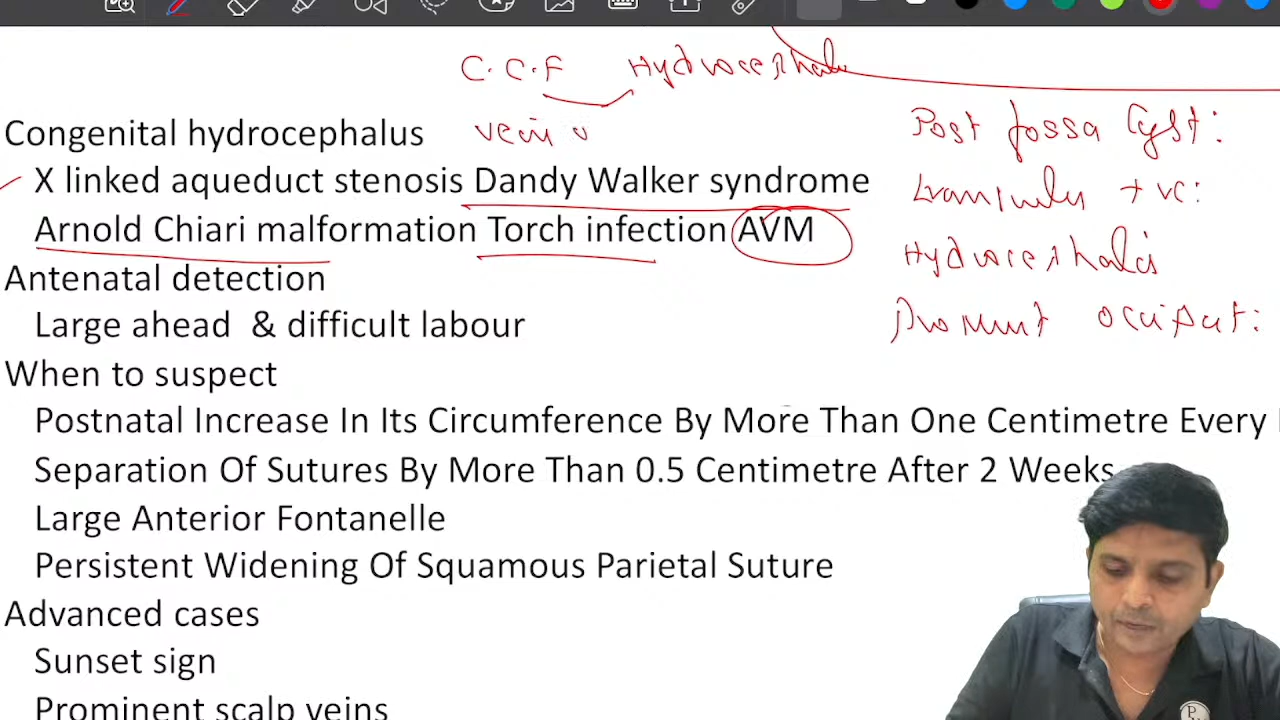 C.C.F Hydrocephalu
Congenital hydrocephalus vein o
X linked aqueduct stenosis Dandy Walker syndrome
Arnold Chiari malformation Torch infection AVM
Antenatal detection
Large ahead & difficult labour
When to suspect
Postnatal Increase In Its Circumference By More Than One Centimetre Every
Separation Of Sutures By More Than 0.5 Centimetre After 2 Weeks
Large Anterior Fontanelle
Persistent Widening Of Squamous Parietal Suture
Advanced cases
Sunset sign
Prominent scalp veins
Post fossa Cyst:
+ve:
Hydrocephalis
occiput: